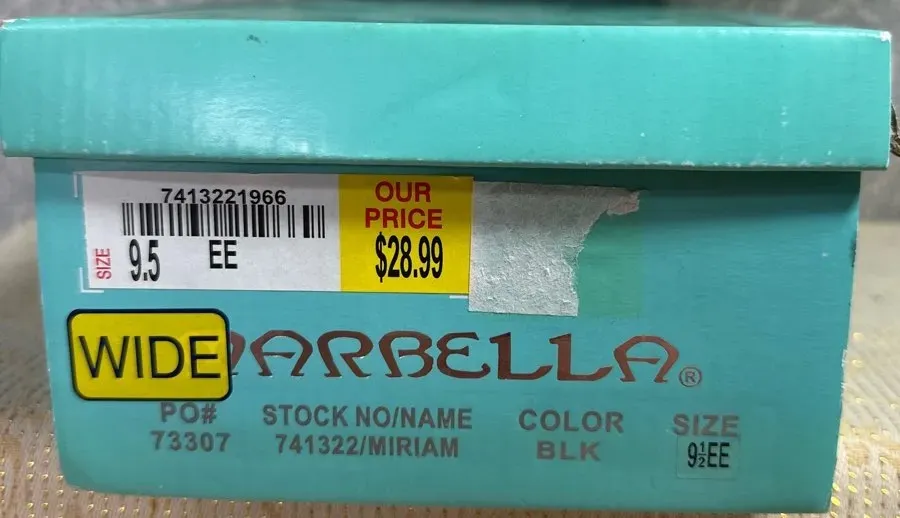 7413221966
SIZE 9.5 EE
OUR
PRICE
$28.99
WIDE
ARBELLA®
PO# STOCK NO/NAME COLOR SIZE
73307 741322/MIRIAM BLK 9½EE